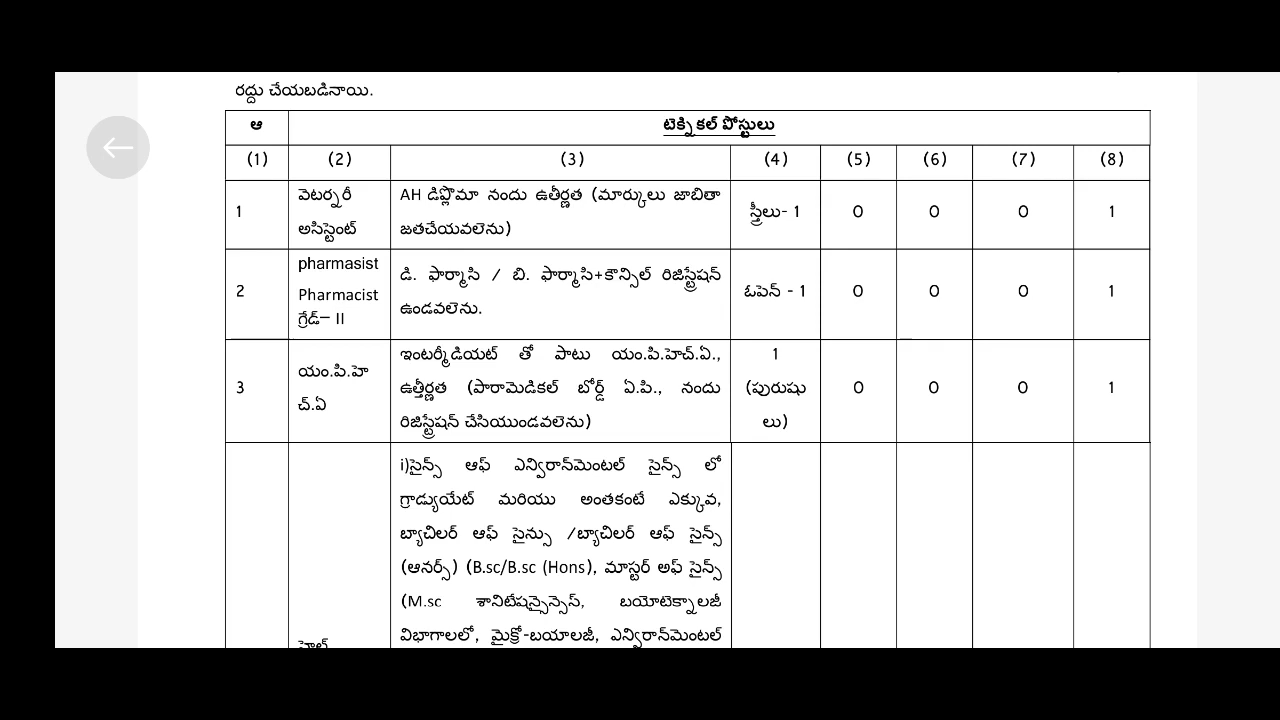 రద్దు చేయబడినాయి.
ఆ టెక్నికల్ పోస్టులు
(1) (2) (3) (4) (5) (6) (7) (8)
1 వెటర్నరీ అసిస్టెంట్ AH డిప్లొమా నందు ఉతీర్ణత (మార్కులు జాబితా జతచేయవలెను) స్త్రీలు- 1 0 0 0 1
2 pharmasist Pharmacist గ్రేడ్– II డి. ఫార్మాసి / బి. ఫార్మాసి+కౌన్సిల్ రిజిస్ట్రేషన్ ఉండవలెను. ఓపెన్ - 1 0 0 0 1
3 యం.పి.హెచ్.ఏ ఇంటర్మీడియట్ తో పాటు యం.పి.హెచ్.ఏ., ఉత్తీర్ణత (పారామెడికల్ బోర్డ్ ఏ.పి., నందు రిజిస్ట్రేషన్ చేసియుండవలెను) 1 (పురుషులు) 0 0 0 1
i)సైన్స్ ఆఫ్ ఎన్విరాన్‌మెంటల్ సైన్స్ లో
గ్రాడ్యుయేట్ మరియు అంతకంటే ఎక్కువ,
బ్యాచిలర్ ఆఫ్ సైన్సు /బ్యాచిలర్ ఆఫ్ సైన్స్
(ఆనర్స్) (B.sc/B.sc (Hons), మాస్టర్ అఫ్ సైన్స్
(M.sc శానిటేషన్సైన్సెస్, బయోటెక్నాలజీ
విభాగాలలో, మైక్రో-బయాలజీ, ఎన్విరాన్‌మెంటల్